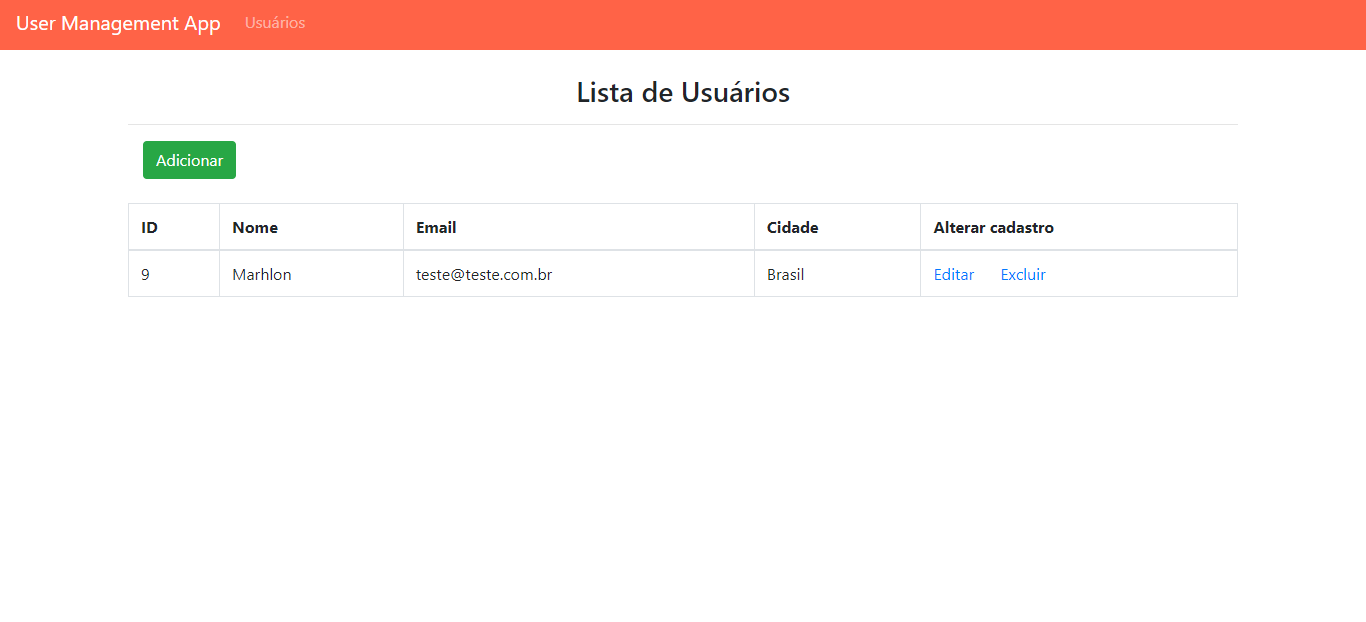 User Management App Usuários
Lista de Usuários
Adicionar
ID Nome Email Cidade Alterar cadastro
9 Marhlon teste@teste.com.br Brasil Editar Excluir